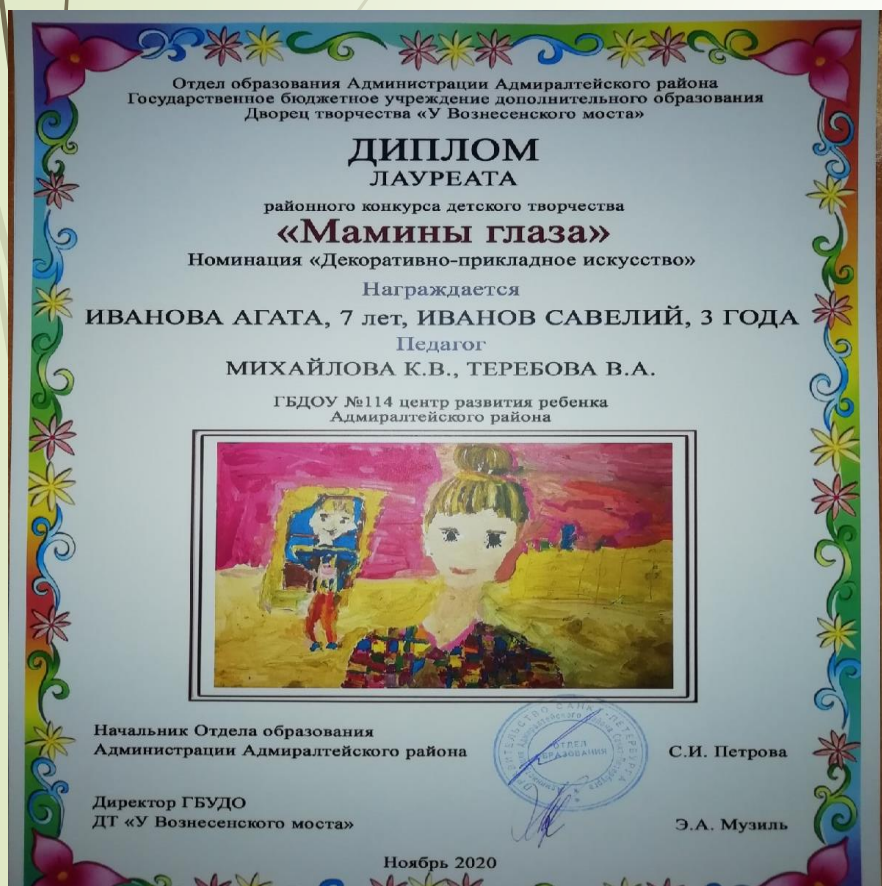 Отдел образования Администрации Адмиралтейского района
Государственное бюджетное учреждение дополнительного образования
Дворец творчества «У Вознесенского моста»
ДИПЛОМ
ЛАУРЕАТА
районного конкурса детского творчества
«Мамины глаза»
Номинация «Декоративно-прикладное искусство»
Награждается
ИВАНОВА АГАТА, 7 лет, ИВАНОВ САВЕЛИЙ, 3 ГОДА
Педагог
МИХАЙЛОВА К.В., ТЕРЕБОВА В.А.
ГБДОУ №114 центр развития ребенка
Адмиралтейского района
Начальник Отдела образования
Администрации Адмиралтейского района
С.И. Петрова
ОТДЕЛ
ОБРАЗОВАНИЯ
Директор ГБУДО
ДТ «У Вознесенского моста»
Э.А. Музиль
Ноябрь 2020